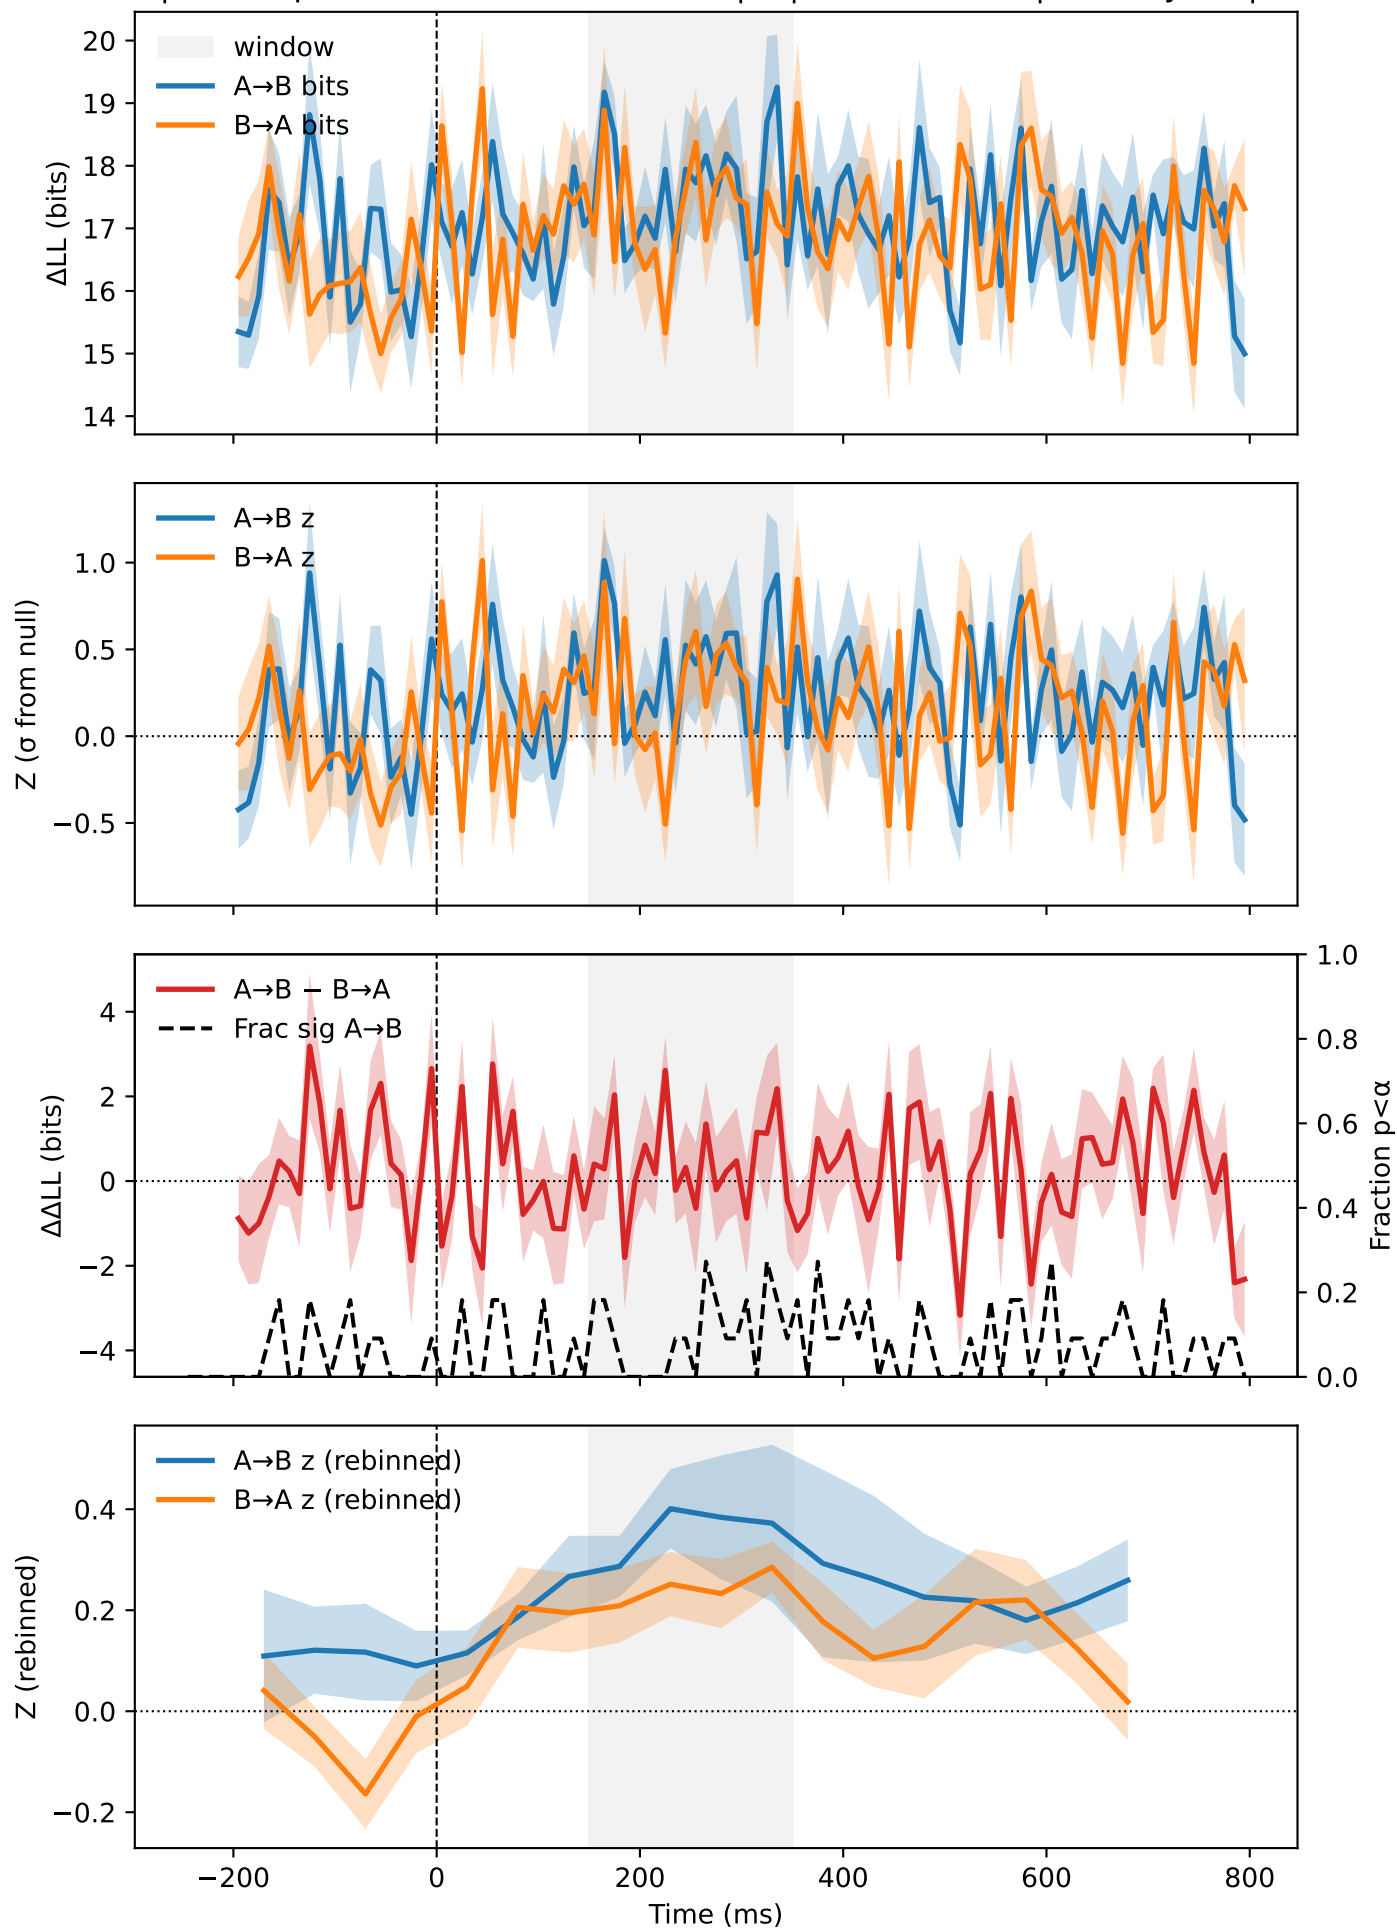 20
19
18
17
16
15
14
ΔLL (bits)
window
A→B bits
B→A bits
1.0
0.5
0.0
−0.5
Z (σ from null)
A→B z
B→A z
4
2
0
−2
−4
ΔΔLL (bits)
A→B − B→A
Frac sig A→B
1.0
0.8
0.6
0.4
0.2
0.0
Fraction p<α
0.4
0.2
0.0
−0.2
Z (rebinned)
A→B z (rebinned)
B→A z (rebinned)
−200 0 200 400 600 800
Time (ms)